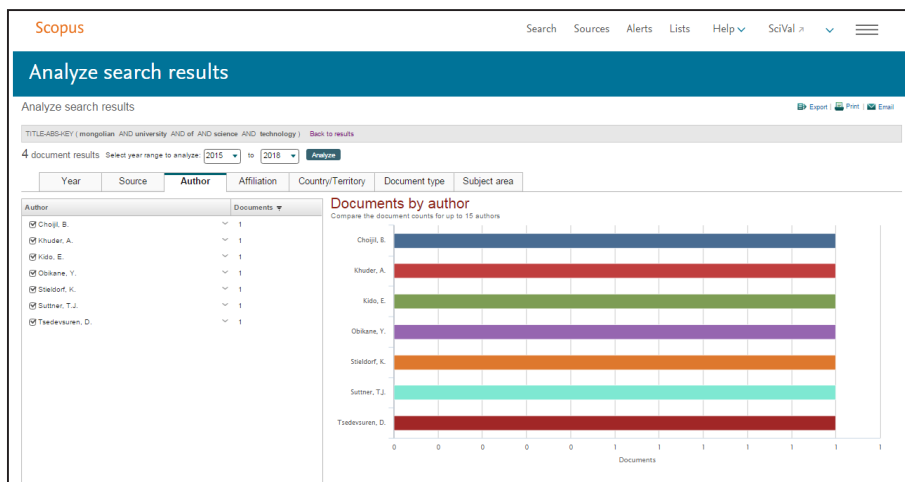 Scopus
Search Sources Alerts Lists Help SciVal
Analyze search results
Analyze search results
Export | Print | Email
TITLE-ABS-KEY ( mongolian AND university AND of AND science AND technology ) Back to results
4 document results Select year range to analyze: 2015 to 2018 Analyze
Year Source Author Affiliation Country/Territory Document type Subject area
Author Documents
Choijil, B. 1
Khuder, A. 1
Kido, E. 1
Obikane, Y. 1
Stieldorf, K. 1
Suttner, T.J. 1
Tsedevsuren, D. 1
Documents by author
Compare the document counts for up to 15 authors
Choijil, B.
Khuder, A.
Kido, E.
Obikane, Y.
Stieldorf, K.
Suttner, T.J.
Tsedevsuren, D.
0 0 0 0 0 1 1 1 1 1 1 1
Documents